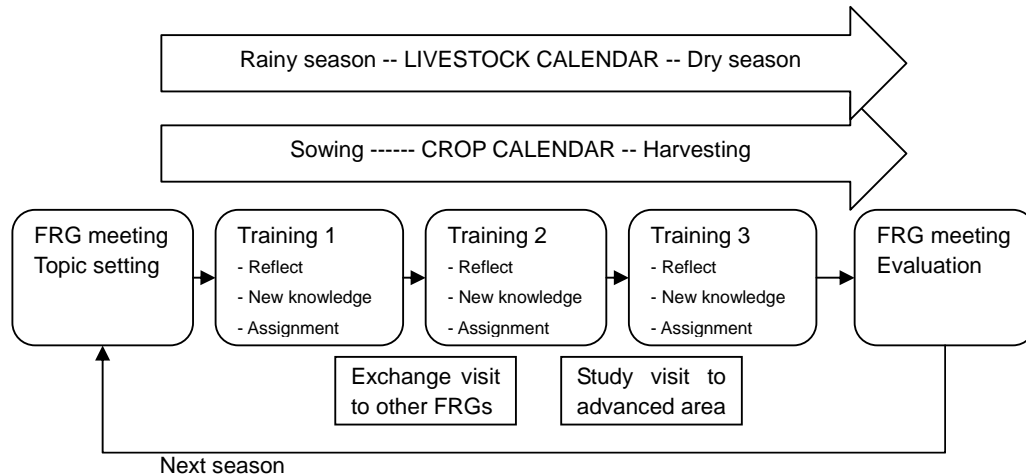 Rainy season -- LIVESTOCK CALENDAR -- Dry season
Sowing ------ CROP CALENDAR -- Harvesting
FRG meeting
Topic setting
Training 1
- Reflect
- New knowledge
- Assignment
Training 2
- Reflect
- New knowledge
- Assignment
Training 3
- Reflect
- New knowledge
- Assignment
FRG meeting
Evaluation
Exchange visit
to other FRGs
Study visit to
advanced area
Next season